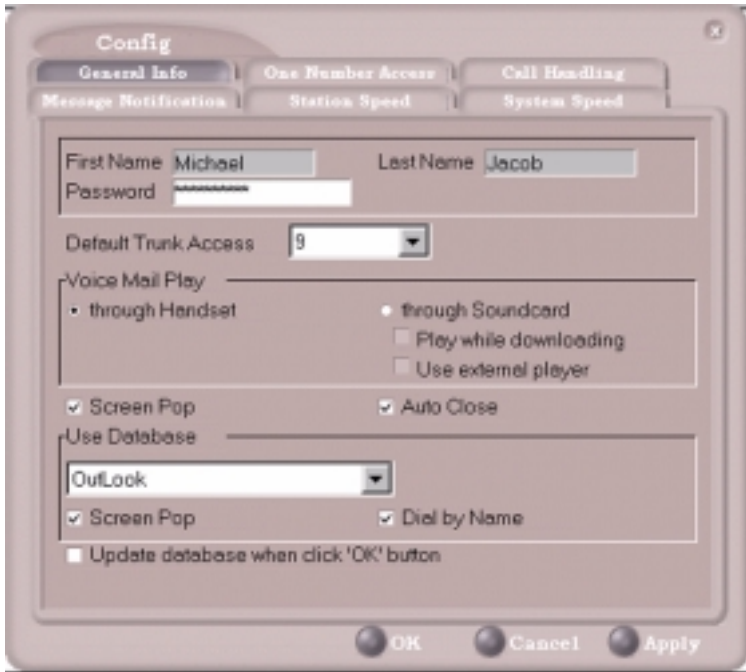 Config
General Info One Number Access Call Handling
Message Notification Station Speed System Speed
First Name Michael Last Name Jacob
Password **********
Default Trunk Access 9
Voice Mail Play
through Handset through Soundcard
Play while downloading
Use external player
Screen Pop Auto Close
Use Database
OutLook
Screen Pop Dial by Name
Update database when click 'OK' button
OK Cancel Apply